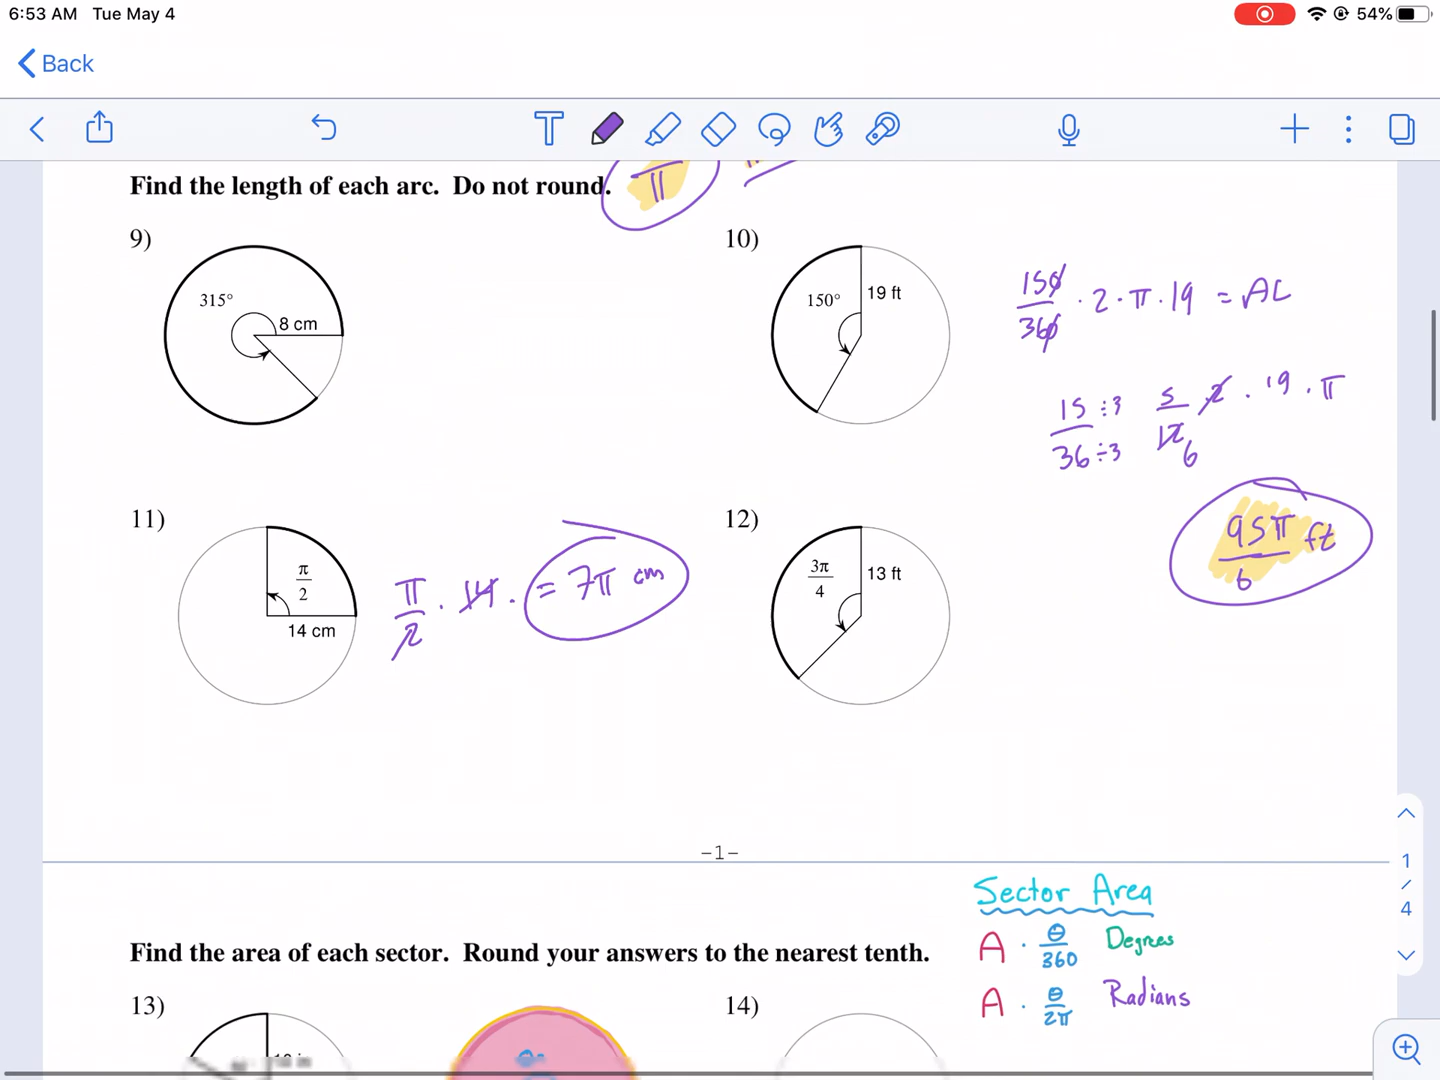 6:53 AM Tue May 4
54%
Back
Find the length of each arc. Do not round.
π
9)
315°
8 cm
10)
150°
19 ft
150/360 · 2 · π · 19 = AL
15 ÷3 / 36 ÷3
5/12 2 · 19 · π
6
95π/6 ft
11)
π/2
14 cm
π/2 · 14 · = 7π cm
12)
3π/4
13 ft
-1-
1
/
4
Sector Area
Find the area of each sector. Round your answers to the nearest tenth.
A · θ/360 Degrees
A · θ/2π Radians
13)
14)